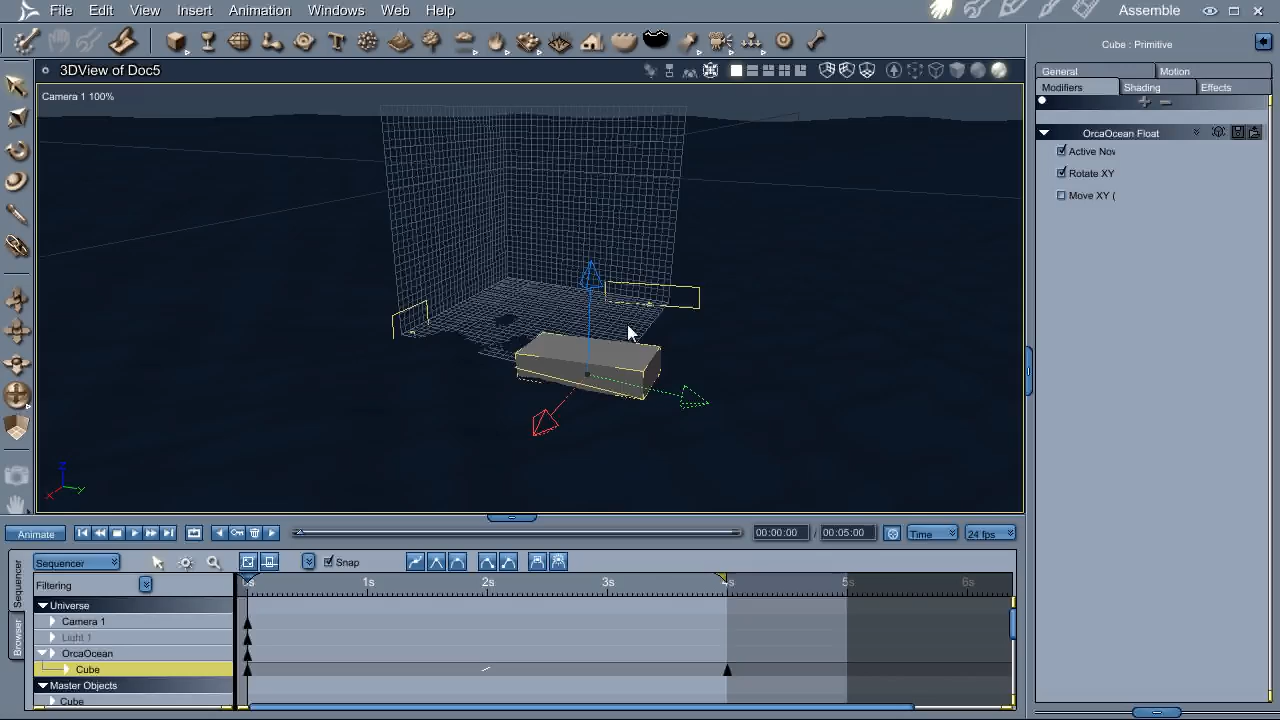 File Edit View Insert Animation Windows Web Help Assemble
3DView of Doc5
Camera 1 100%
Z
X Y
Cube : Primitive
General Motion
Modifiers Shading Effects
OrcaOcean Float
Active Nov
Rotate XY
Move XY (
Animate 00:00:00 / 00:05:00 Time 24 fps
Sequencer Snap
Filtering 1s 2s 3s 4s 5s 6s
Universe
Camera 1
Light 1
OrcaOcean
Cube
Master Objects
Cube
Sequencer
Browser